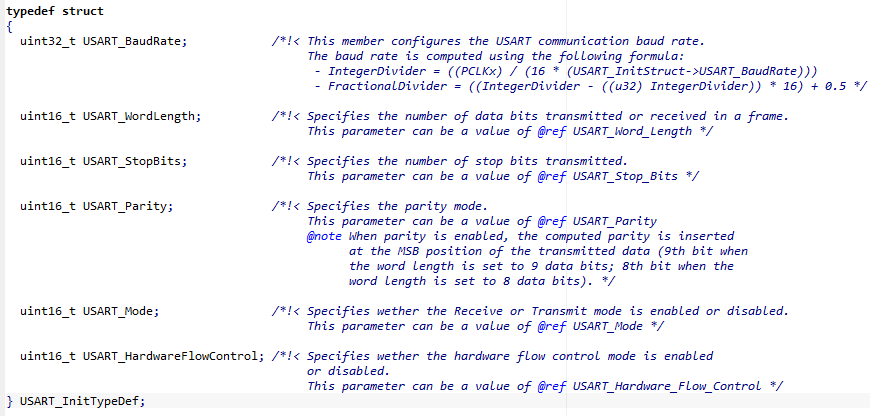 typedef struct
{
  uint32_t USART_BaudRate;            /*!< This member configures the USART communication baud rate.
                                           The baud rate is computed using the following formula:
                                            - IntegerDivider = ((PCLKx) / (16 * (USART_InitStruct->USART_BaudRate)))
                                            - FractionalDivider = ((IntegerDivider - ((u32) IntegerDivider)) * 16) + 0.5 */
  uint16_t USART_WordLength;          /*!< Specifies the number of data bits transmitted or received in a frame.
                                           This parameter can be a value of @ref USART_Word_Length */
  uint16_t USART_StopBits;            /*!< Specifies the number of stop bits transmitted.
                                           This parameter can be a value of @ref USART_Stop_Bits */
  uint16_t USART_Parity;              /*!< Specifies the parity mode.
                                           This parameter can be a value of @ref USART_Parity
                                           @note When parity is enabled, the computed parity is inserted
                                                 at the MSB position of the transmitted data (9th bit when
                                                 the word length is set to 9 data bits; 8th bit when the
                                                 word length is set to 8 data bits). */
  uint16_t USART_Mode;                /*!< Specifies wether the Receive or Transmit mode is enabled or disabled.
                                           This parameter can be a value of @ref USART_Mode */
  uint16_t USART_HardwareFlowControl; /*!< Specifies wether the hardware flow control mode is enabled
                                           or disabled.
                                           This parameter can be a value of @ref USART_Hardware_Flow_Control */
} USART_InitTypeDef;